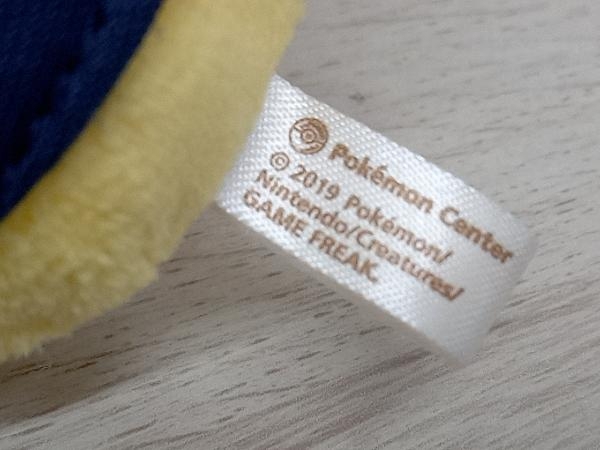 Pokémon Center
© 2019 Pokémon/
Nintendo/Creatures/
GAME FREAK.